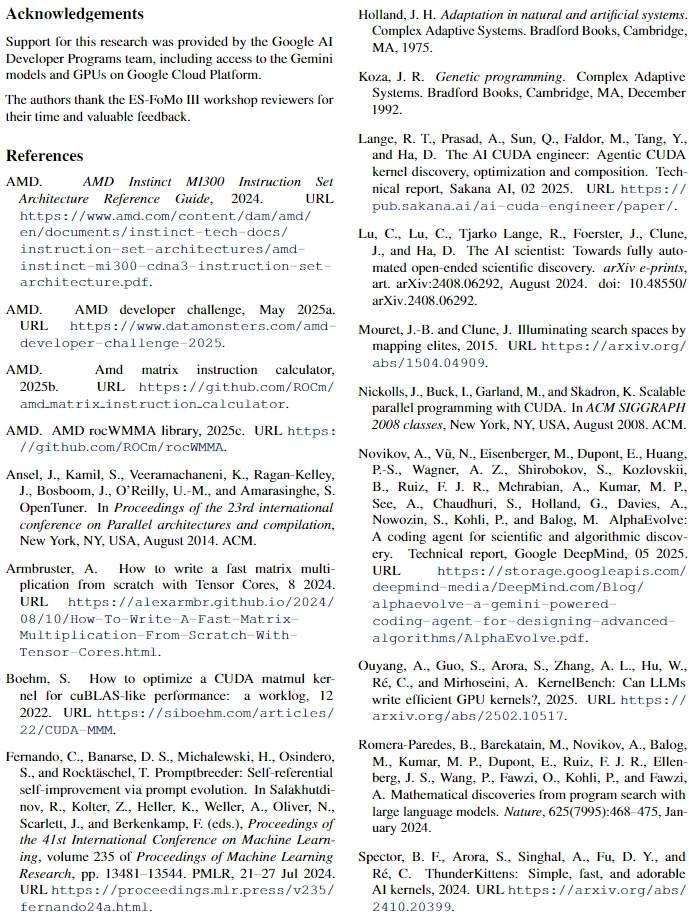 Acknowledgements
Support for this research was provided by the Google AI
Developer Programs team, including access to the Gemini
models and GPUs on Google Cloud Platform.
The authors thank the ES-FoMo III workshop reviewers for
their time and valuable feedback.
References
AMD. AMD Instinct MI300 Instruction Set
Architecture Reference Guide, 2024. URL
https://www.amd.com/content/dam/amd/
en/documents/instinct-tech-docs/
instruction-set-architectures/amd-
instinct-mi300-cdna3-instruction-set-
architecture.pdf.
AMD. AMD developer challenge, May 2025a.
URL https://www.datamonsters.com/amd-
developer-challenge-2025.
AMD. Amd matrix instruction calculator,
2025b. URL https://github.com/ROCm/
amd_matrix_instruction_calculator.
AMD. AMD rocWMMA library, 2025c. URL https:
//github.com/ROCm/rocWMMA.
Ansel, J., Kamil, S., Veeramachaneni, K., Ragan-Kelley,
J., Bosboom, J., O'Reilly, U.-M., and Amarasinghe, S.
OpenTuner. In Proceedings of the 23rd international
conference on Parallel architectures and compilation,
New York, NY, USA, August 2014. ACM.
Armbruster, A. How to write a fast matrix multi-
plication from scratch with Tensor Cores, 8 2024.
URL https://alexarmbr.github.io/2024/
08/10/How-To-Write-A-Fast-Matrix-
Multiplication-From-Scratch-With-
Tensor-Cores.html.
Boehm, S. How to optimize a CUDA matmul ker-
nel for cuBLAS-like performance: a worklog, 12
2022. URL https://siboehm.com/articles/
22/CUDA-MMM.
Fernando, C., Banarse, D. S., Michalewski, H., Osindero,
S., and Rocktäschel, T. Promptbreeder: Self-referential
self-improvement via prompt evolution. In Salakhutdi-
nov, R., Kolter, Z., Heller, K., Weller, A., Oliver, N.,
Scarlett, J., and Berkenkamp, F. (eds.), Proceedings of
the 41st International Conference on Machine Learn-
ing, volume 235 of Proceedings of Machine Learning
Research, pp. 13481–13544. PMLR, 21–27 Jul 2024.
URL https://proceedings.mlr.press/v235/
fernando24a.html.
Holland, J. H. Adaptation in natural and artificial systems.
Complex Adaptive Systems. Bradford Books, Cambridge,
MA, 1975.
Koza, J. R. Genetic programming. Complex Adaptive
Systems. Bradford Books, Cambridge, MA, December
1992.
Lange, R. T., Prasad, A., Sun, Q., Faldor, M., Tang, Y.,
and Ha, D. The AI CUDA engineer: Agentic CUDA
kernel discovery, optimization and composition. Tech-
nical report, Sakana AI, 02 2025. URL https://
pub.sakana.ai/ai-cuda-engineer/paper/.
Lu, C., Lu, C., Tjarko Lange, R., Foerster, J., Clune,
J., and Ha, D. The AI scientist: Towards fully auto-
mated open-ended scientific discovery. arXiv e-prints,
art. arXiv:2408.06292, August 2024. doi: 10.48550/
arXiv.2408.06292.
Mouret, J.-B. and Clune, J. Illuminating search spaces by
mapping elites, 2015. URL https://arxiv.org/
abs/1504.04909.
Nickolls, J., Buck, I., Garland, M., and Skadron, K. Scalable
parallel programming with CUDA. In ACM SIGGRAPH
2008 classes, New York, NY, USA, August 2008. ACM.
Novikov, A., Vũ, N., Eisenberger, M., Dupont, E., Huang,
P.-S., Wagner, A. Z., Shirobokov, S., Kozlovskii,
B., Ruiz, F. J. R., Mehrabian, A., Kumar, M. P.,
See, A., Chaudhuri, S., Holland, G., Davies, A.,
Nowozin, S., Kohli, P., and Balog, M. AlphaEvolve:
A coding agent for scientific and algorithmic discov-
ery. Technical report, Google DeepMind, 05 2025.
URL https://storage.googleapis.com/
deepmind-media/DeepMind.com/Blog/
alphaevolve-a-gemini-powered-
coding-agent-for-designing-advanced-
algorithms/AlphaEvolve.pdf.
Ouyang, A., Guo, S., Arora, S., Zhang, A. L., Hu, W.,
Ré, C., and Mirhoseini, A. KernelBench: Can LLMs
write efficient GPU kernels?, 2025. URL https://
arxiv.org/abs/2502.10517.
Romera-Paredes, B., Barekatain, M., Novikov, A., Balog,
M., Kumar, M. P., Dupont, E., Ruiz, F. J. R., Ellen-
berg, J. S., Wang, P., Fawzi, O., Kohli, P., and Fawzi,
A. Mathematical discoveries from program search with
large language models. Nature, 625(7995):468–475, Jan-
uary 2024.
Spector, B. F., Arora, S., Singhal, A., Fu, D. Y., and
Ré, C. ThunderKittens: Simple, fast, and adorable
AI kernels, 2024. URL https://arxiv.org/abs/
2410.20399.